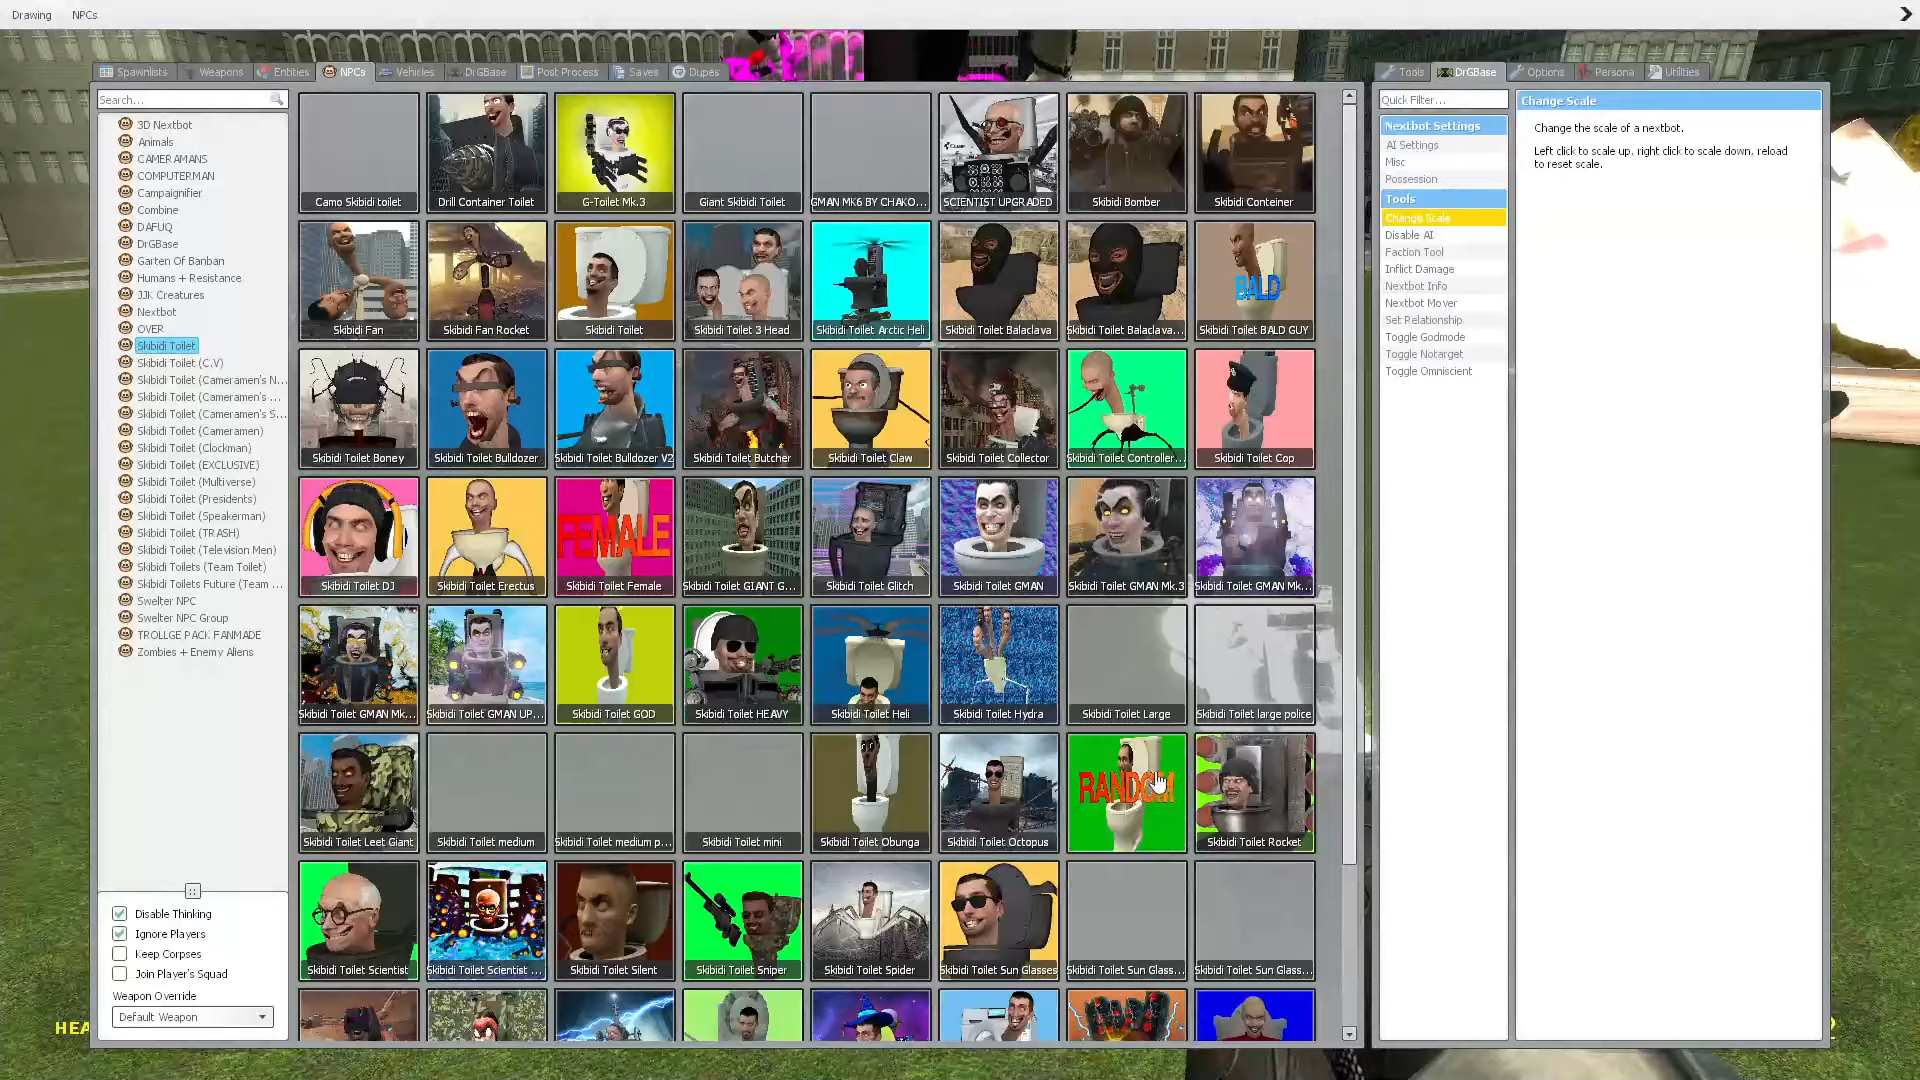 Drawing NPCs
Spawnlists Weapons Entities NPCs Vehicles DrGBase Post Process Saves Dupes
Tools DrGBase Options Persona Utilities
Search...
3D Nextbot
Animals
CAMERAMANS
COMPUTERMAN
Campaignifier
Combine
DAFUQ
DrGBase
Garten Of Banban
Humans + Resistance
JJK Creatures
Nextbot
OVER
Skibidi Toilet
Skibidi Toilet (C.V)
Skibidi Toilet (Cameramen's N...
Skibidi Toilet (Cameramen's ...
Skibidi Toilet (Cameramen's S...
Skibidi Toilet (Cameramen)
Skibidi Toilet (Clockman)
Skibidi Toilet (EXCLUSIVE)
Skibidi Toilet (Multiverse)
Skibidi Toilet (Presidents)
Skibidi Toilet (Speakerman)
Skibidi Toilet (TRASH)
Skibidi Toilet (Television Men)
Skibidi Toilets (Team Toilet)
Skibidi Toilets Future (Team ...
Swelter NPC
Swelter NPC Group
TROLLGE PACK FANMADE
Zombies + Enemy Aliens
Disable Thinking
Ignore Players
Keep Corpses
Join Player's Squad
Weapon Override
Default Weapon
HEA
Camo Skibidi toilet Drill Container Toilet G-Toilet Mk.3 Giant Skibidi Toilet GMAN MK6 BY CHAKO... SCIENTIST UPGRADED Skibidi Bomber Skibidi Conteiner
BALD
Skibidi Fan Skibidi Fan Rocket Skibidi Toilet Skibidi Toilet 3 Head Skibidi Toilet Arctic Heli Skibidi Toilet Balaclava Skibidi Toilet Balaclava... Skibidi Toilet BALD GUY
Skibidi Toilet Boney Skibidi Toilet Bulldozer Skibidi Toilet Bulldozer V2 Skibidi Toilet Butcher Skibidi Toilet Claw Skibidi Toilet Collector Skibidi Toilet Controller... Skibidi Toilet Cop
FEMALE
Skibidi Toilet DJ Skibidi Toilet Erectus Skibidi Toilet Female Skibidi Toilet GIANT G... Skibidi Toilet Glitch Skibidi Toilet GMAN Skibidi Toilet GMAN Mk.3 Skibidi Toilet GMAN Mk...
Skibidi Toilet GMAN Mk... Skibidi Toilet GMAN UP... Skibidi Toilet GOD Skibidi Toilet HEAVY Skibidi Toilet Heli Skibidi Toilet Hydra Skibidi Toilet Large Skibidi Toilet large police
RANDOM
Skibidi Toilet Leet Giant Skibidi Toilet medium Skibidi Toilet medium p... Skibidi Toilet mini Skibidi Toilet Obunga Skibidi Toilet Octopus Skibidi Toilet Rocket
Skibidi Toilet Scientist Skibidi Toilet Scientist ... Skibidi Toilet Silent Skibidi Toilet Sniper Skibidi Toilet Spider Skibidi Toilet Sun Glasses Skibidi Toilet Sun Glass... Skibidi Toilet Sun Glass...
Quick Filter...
Nextbot Settings
AI Settings
Misc
Possession
Tools
Change Scale
Disable AI
Faction Tool
Inflict Damage
Nextbot Info
Nextbot Mover
Set Relationship
Toggle Godmode
Toggle Notarget
Toggle Omniscient
Change Scale
Change the scale of a nextbot.
Left click to scale up, right click to scale down, reload
to reset scale.